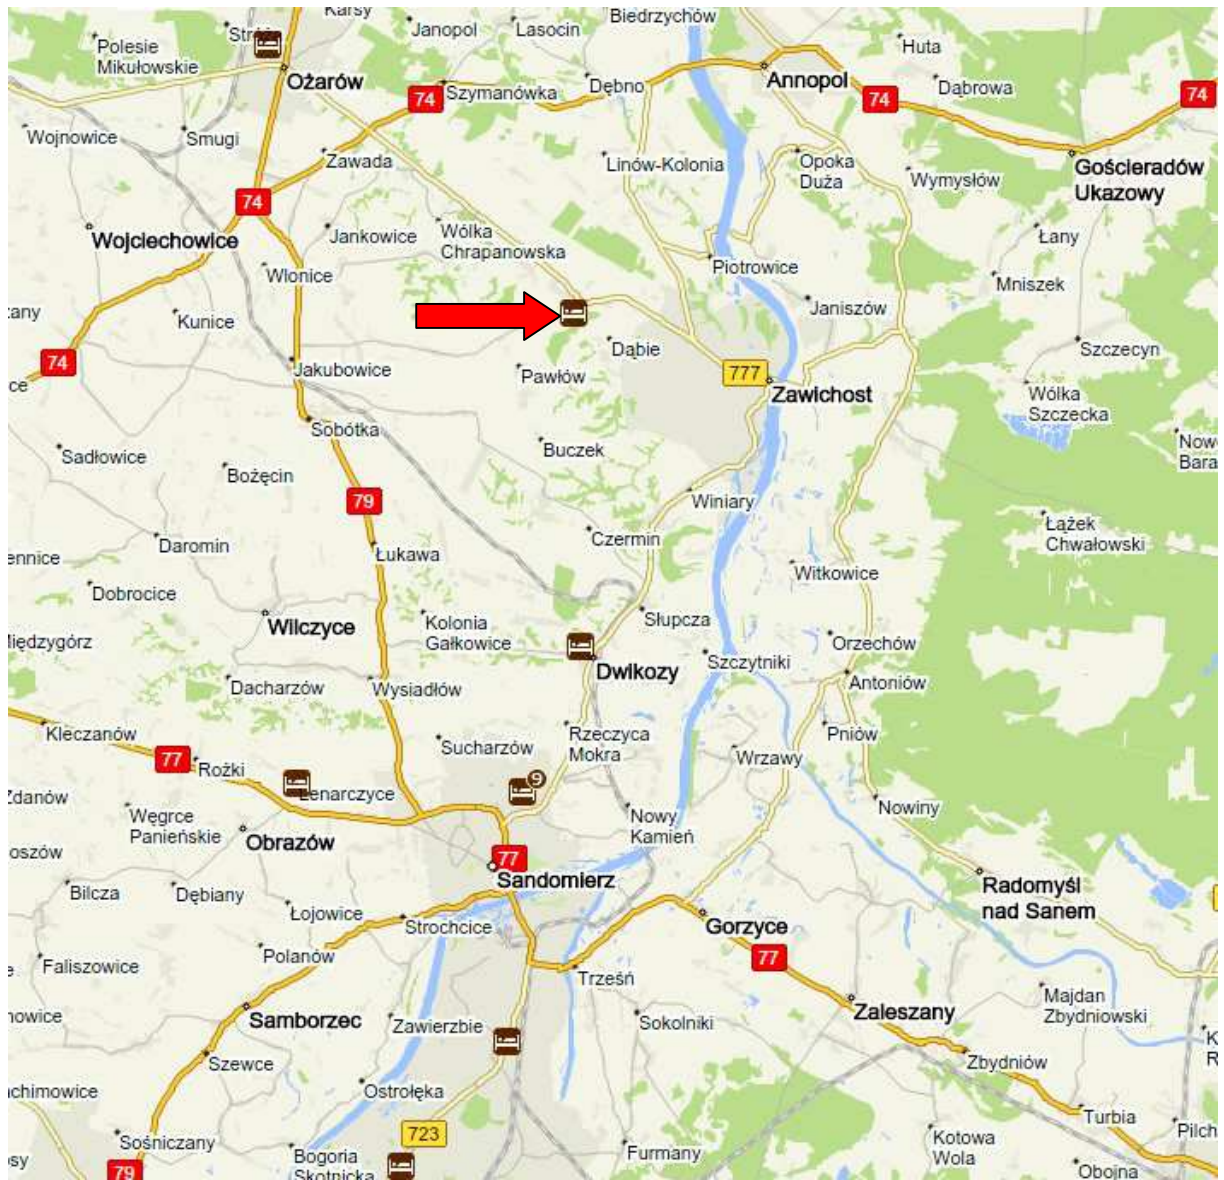 Karsy
Janopol
Lasocin
Biedrzychów
Polesie
Mikułowskie
Ożarów
Huta
Annopol
Dębno
Szymanówka
74
74
Dąbrowa
74
Wojnowice
Smugi
Zawada
Linów-Kolonia
Opoka
Duża
Wymysłów
Gościeradów
Ukazowy
74
Wojciechowice
Jankowice
Wólka
Chrapanowska
Łany
Wlonice
Piotrowice
Mniszek
Kunice
Janiszów
74
Jakubowice
Dąbie
Pawłów
777
Zawichost
Szczecyn
Wólka
Szczecka
Sobótka
Sadłowice
Bożęcin
Buczek
79
Winiary
Daromin
Łukawa
Czermin
Łążek
Chwałowski
Dobrocice
Witkowice
Wilczyce
Kolonia
Gałkowice
Słupcza
Orzechów
Dwikozy
Szczytniki
Antoniów
Dacharzów
Wysiadłów
Kleczanów
Sucharzów
Rzeczyca
Mokra
Pniów
77
Rożki
Wrzawy
Lenarczyce
9
Węgrce
Panieńskie
Obrazów
Nowy
Kamień
Nowiny
77
Sandomierz
Radomyśl
nad Sanem
Bilcza
Dębiany
Łojowice
Strochcice
Gorzyce
77
Polanów
Faliszowice
Trześń
Zaleszany
Majdan
Zbydniowski
Samborzec
Zawierzbie
Sokolniki
Szewce
Zbydniów
Ostrołęka
Sośniczany
723
Turbia
Bogoria
Skotnicka
Furmany
Kotowa
Wola
Obojna
79